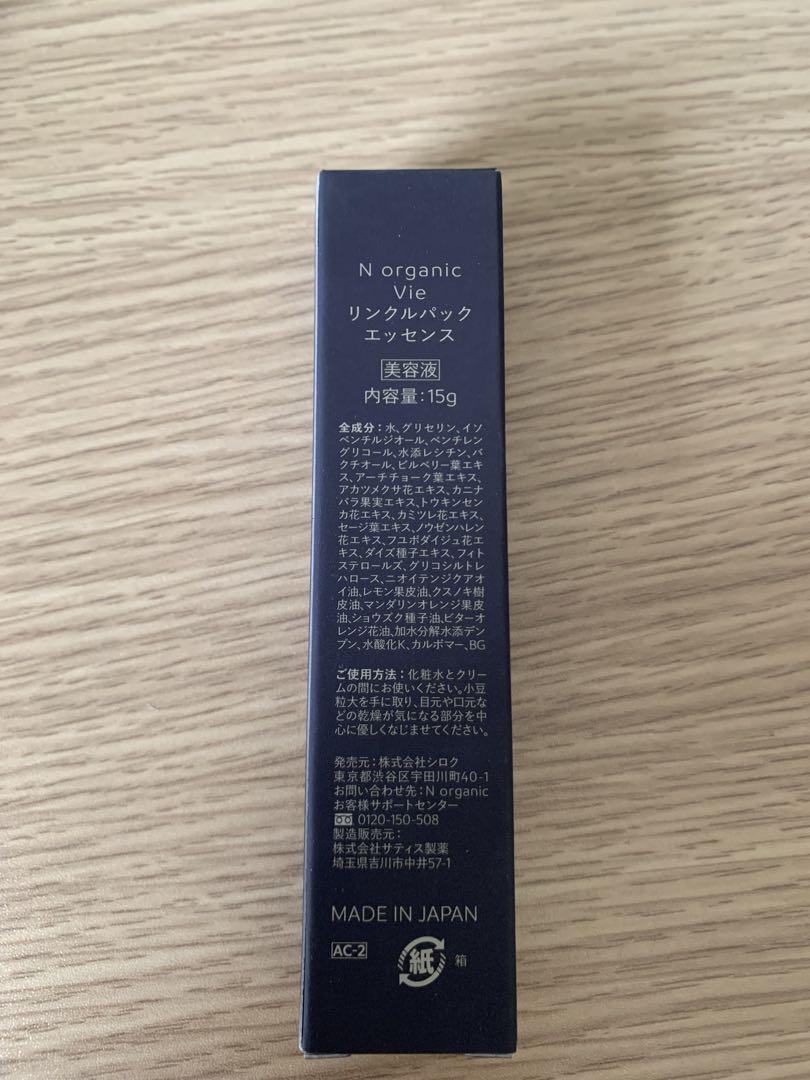 N organic
Vie
リンクルパック
エッセンス
美容液
内容量:15g
全成分:水、グリセリン、イソ
ペンチルジオール、ペンチレン
グリコール、水添レシチン、バ
クチオール、ビルベリー葉エキ
ス、アーチチョーク葉エキス、
アカツメクサ花エキス、カニナ
バラ果実エキス、トウキンセン
カ花エキス、カミツレ花エキス、
セージ葉エキス、ノウゼンハレン
花エキス、フユボダイジュ花エ
キス、ダイズ種子エキス、フィト
ステロールズ、グリコシルトレ
ハロース、ニオイテンジクアオ
イ油、レモン果皮油、クスノキ樹
皮油、マンダリンオレンジ果皮
油、ショウズク種子油、ビターオ
レンジ花油、加水分解水添デン
プン、水酸化K、カルボマー、BG
ご使用方法:化粧水とクリー
ムの間にお使いください。小豆
粒大を手に取り、目元や口元な
どの乾燥が気になる部分を中
心に優しくなじませてください。
発売元:株式会社シロク
東京都渋谷区宇田川町40-1
お問い合わせ先:N organic
お客様サポートセンター
0120-150-508
製造販売元:
株式会社サティス製薬
埼玉県吉川市中井57-1
MADE IN JAPAN
AC-2
紙 箱